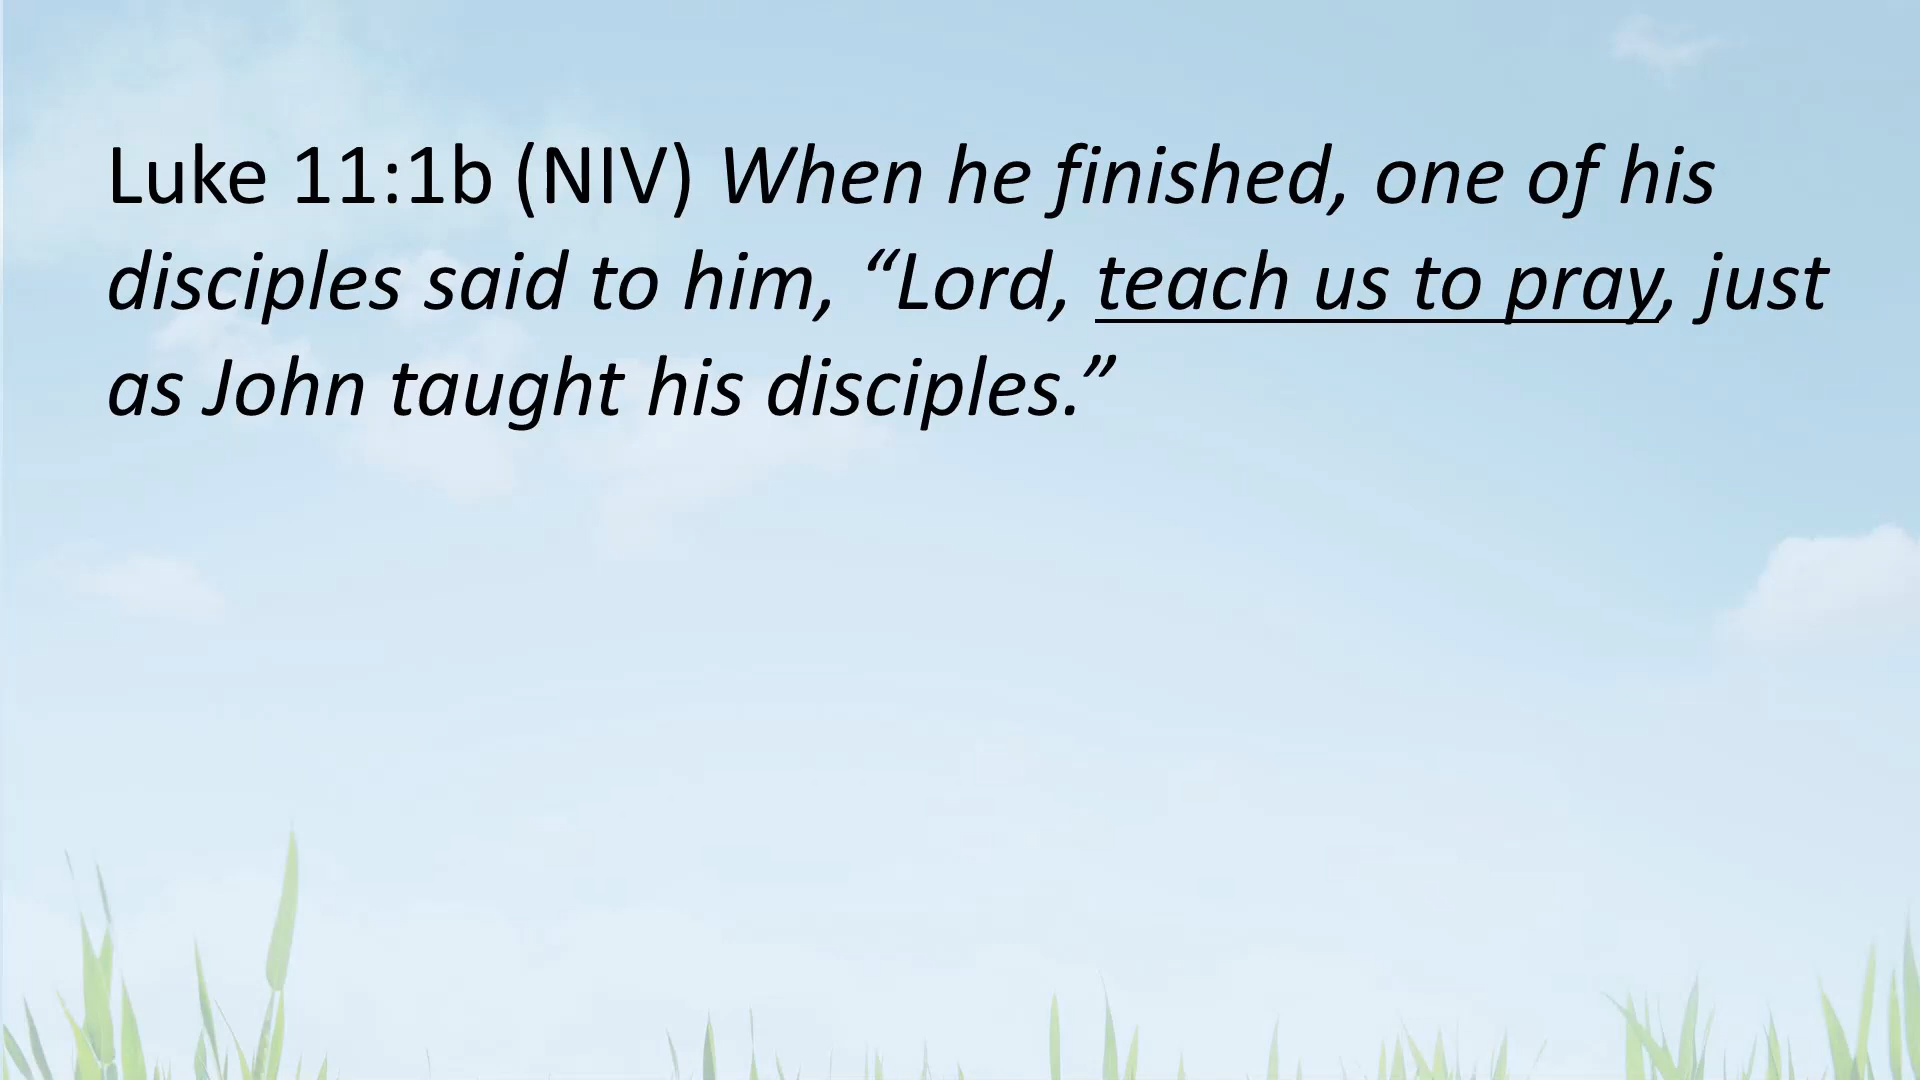 Luke 11:1b (NIV) When he finished, one of his
disciples said to him, “Lord, teach us to pray, just
as John taught his disciples.”